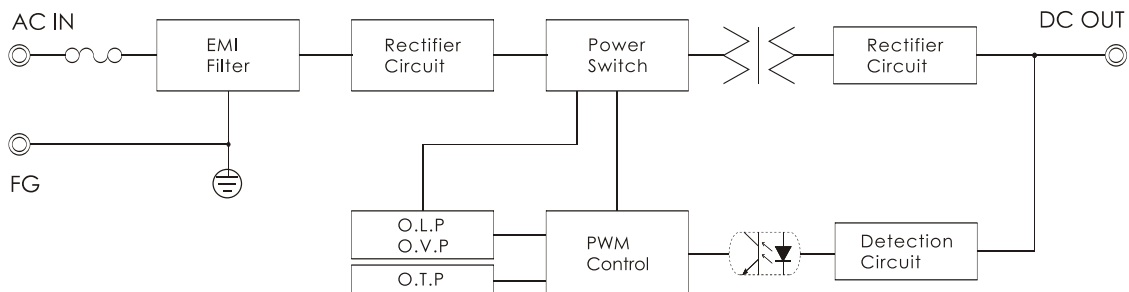 AC IN
DC OUT
EMI
Filter
Rectifier
Circuit
Power
Switch
Rectifier
Circuit
FG
O.L.P
O.V.P
O.T.P
PWM
Control
Detection
Circuit